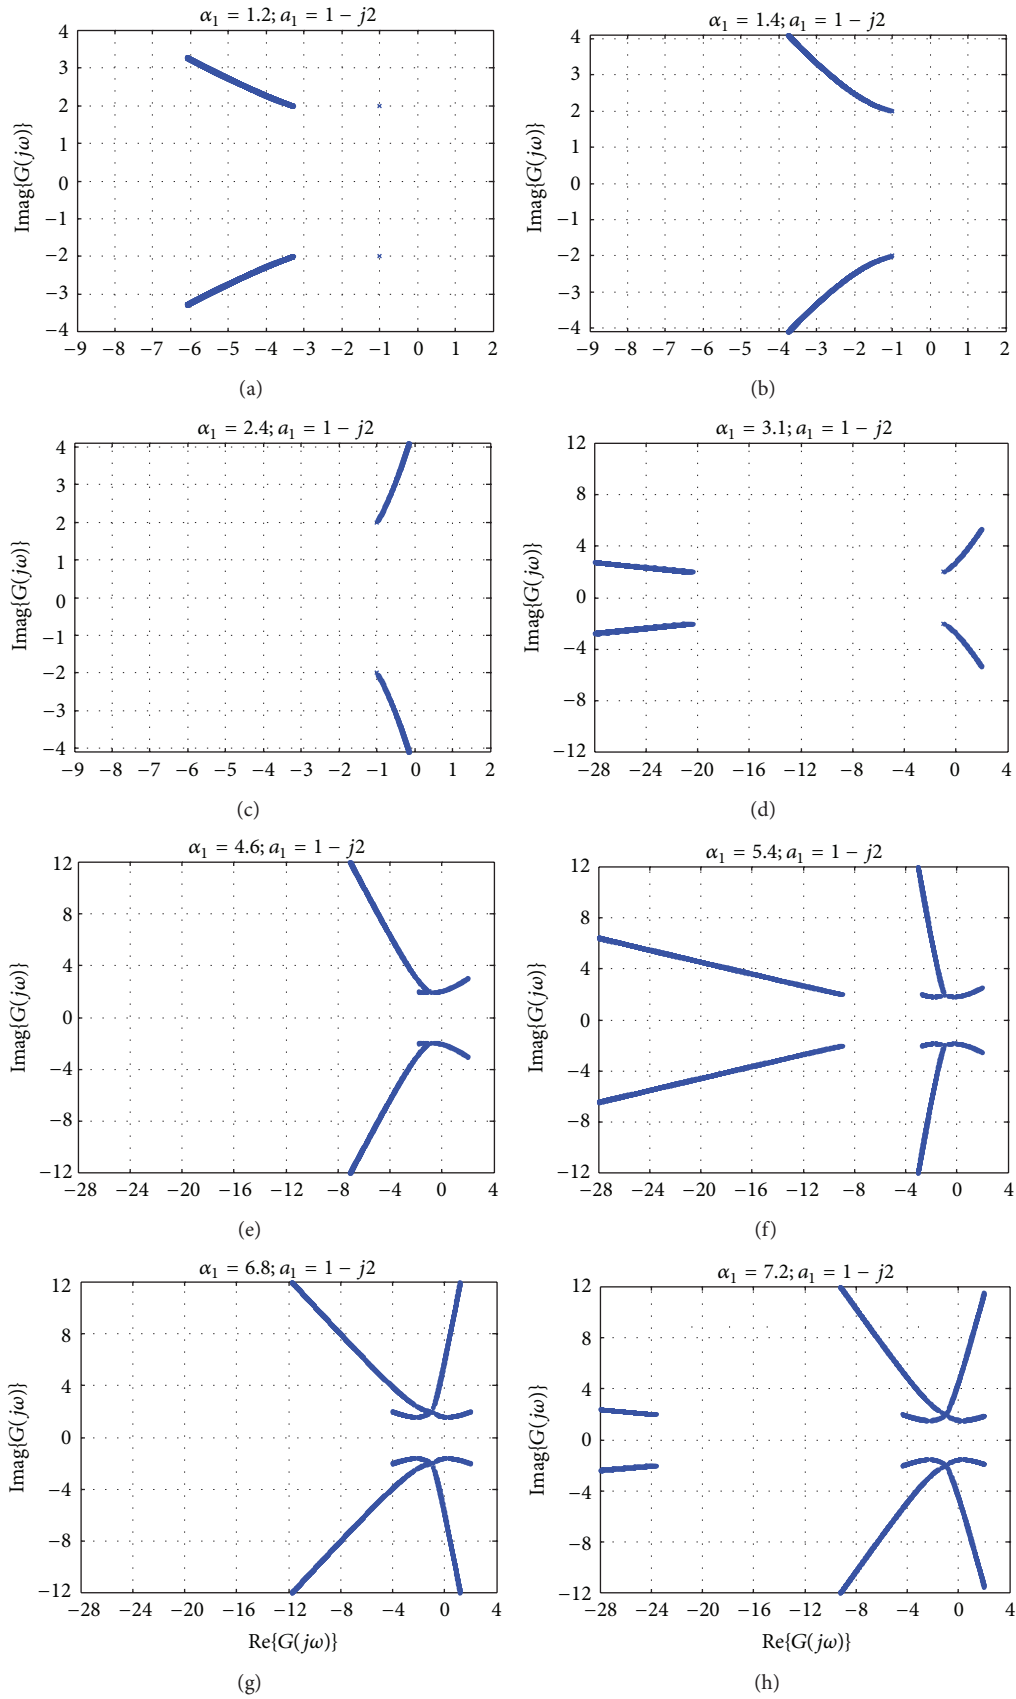 α₁ = 1.2; a₁ = 1 − j2
4
3
2
1
0
−1
−2
−3
−4
Imag{G(jω)}
−9 −8 −7 −6 −5 −4 −3 −2 −1 0 1 2
(a)
α₁ = 1.4; a₁ = 1 − j2
4
3
2
1
0
−1
−2
−3
−4
Imag{G(jω)}
−9 −8 −7 −6 −5 −4 −3 −2 −1 0 1 2
(b)
α₁ = 2.4; a₁ = 1 − j2
4
3
2
1
0
−1
−2
−3
−4
Imag{G(jω)}
−9 −8 −7 −6 −5 −4 −3 −2 −1 0 1 2
(c)
α₁ = 3.1; a₁ = 1 − j2
12
8
4
0
−4
−8
−12
Imag{G(jω)}
−28 −24 −20 −16 −12 −8 −4 0 4
(d)
α₁ = 4.6; a₁ = 1 − j2
12
8
4
0
−4
−8
−12
Imag{G(jω)}
−28 −24 −20 −16 −12 −8 −4 0 4
(e)
α₁ = 5.4; a₁ = 1 − j2
12
8
4
0
−4
−8
−12
Imag{G(jω)}
−28 −24 −20 −16 −12 −8 −4 0 4
(f)
α₁ = 6.8; a₁ = 1 − j2
12
8
4
0
−4
−8
−12
Imag{G(jω)}
−28 −24 −20 −16 −12 −8 −4 0 4
Re{G(jω)}
(g)
α₁ = 7.2; a₁ = 1 − j2
12
8
4
0
−4
−8
−12
Imag{G(jω)}
−28 −24 −20 −16 −12 −8 −4 0 4
Re{G(jω)}
(h)